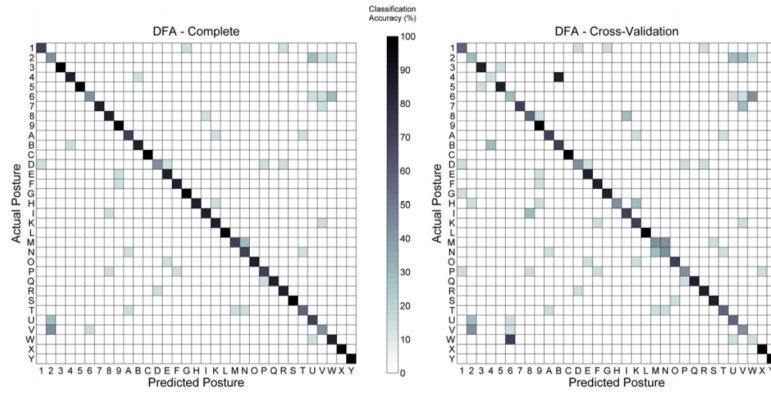 Classification
Accuracy (%)
DFA - Complete
DFA - Cross-Validation
Actual Posture
1
2
3
4
5
6
7
8
9
A
B
C
D
E
F
G
H
I
K
L
M
N
O
P
Q
R
S
T
U
V
W
X
Y
1 2 3 4 5 6 7 8 9 A B C D E F G H I K L M N O P Q R S T U V W X Y
Predicted Posture
100
90
80
70
60
50
40
30
20
10
0
Actual Posture
1
2
3
4
5
6
7
8
9
A
B
C
D
E
F
G
H
I
K
L
M
N
O
P
Q
R
S
T
U
V
W
X
Y
1 2 3 4 5 6 7 8 9 A B C D E F G H I K L M N O P Q R S T U V W X Y
Predicted Posture